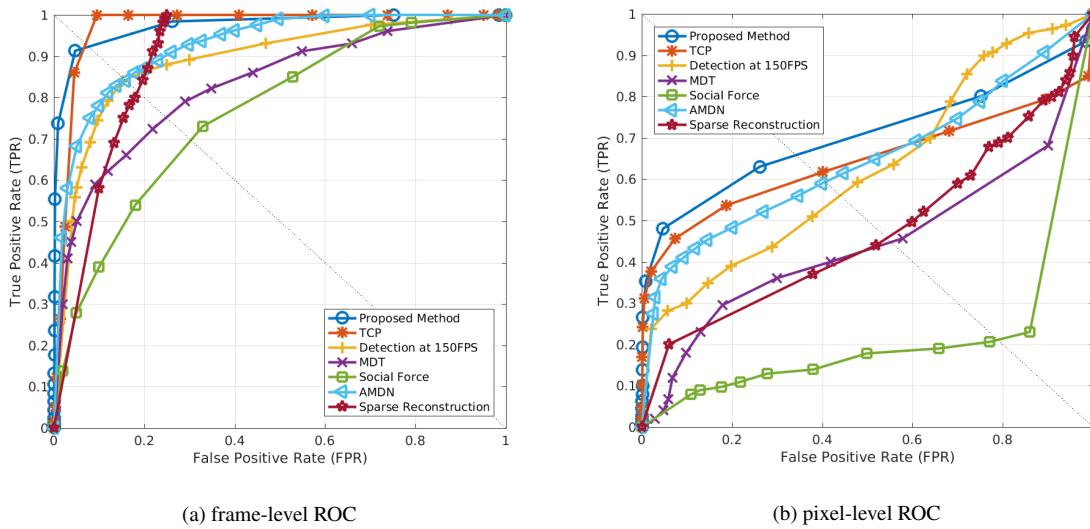 1
0.9
0.8
0.7
0.6
0.5
0.4
0.3
0.2
0.1
0
0 0.2 0.4 0.6 0.8 1
True Positive Rate (TPR)
False Positive Rate (FPR)
Proposed Method
TCP
Detection at 150FPS
MDT
Social Force
AMDN
Sparse Reconstruction
(a) frame-level ROC
1
0.9
0.8
0.7
0.6
0.5
0.4
0.3
0.2
0.1
0
0 0.2 0.4 0.6 0.8
True Positive Rate (TPR)
False Positive Rate (FPR)
Proposed Method
TCP
Detection at 150FPS
MDT
Social Force
AMDN
Sparse Reconstruction
(b) pixel-level ROC